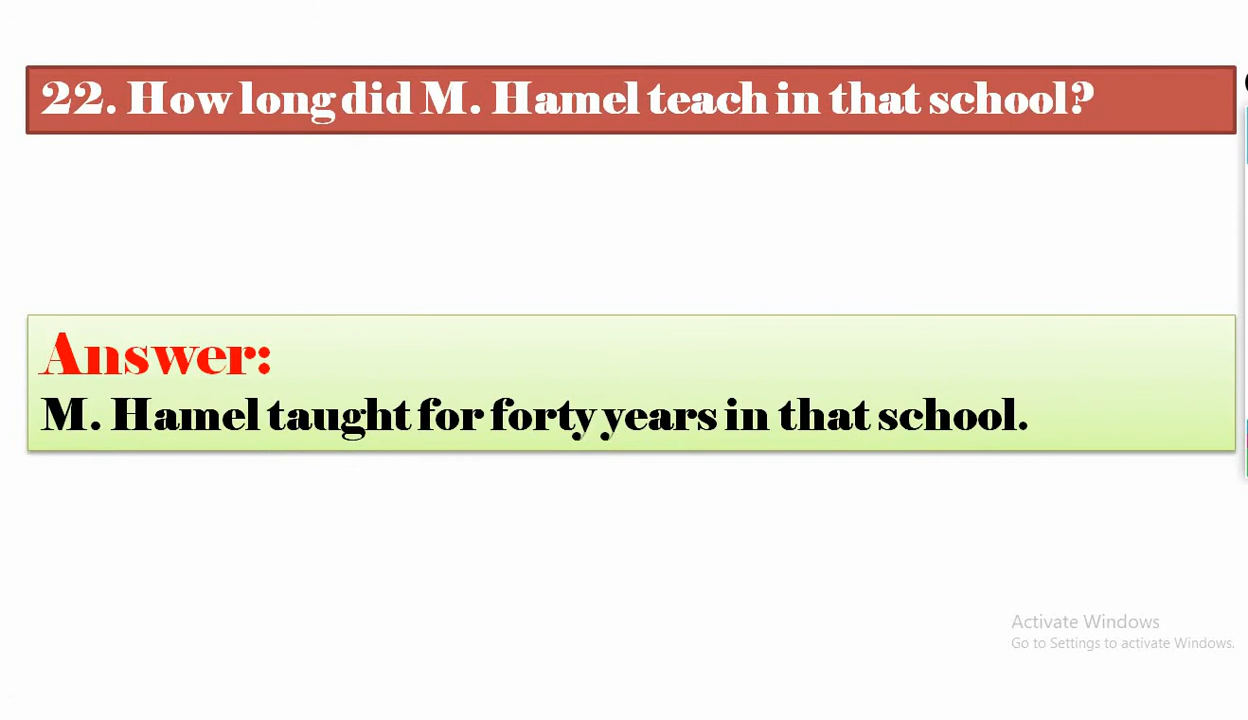 22. How long did M. Hamel teach in that school?
Answer:
M. Hamel taught for forty years in that school.
Activate Windows
Go to Settings to activate Windows.